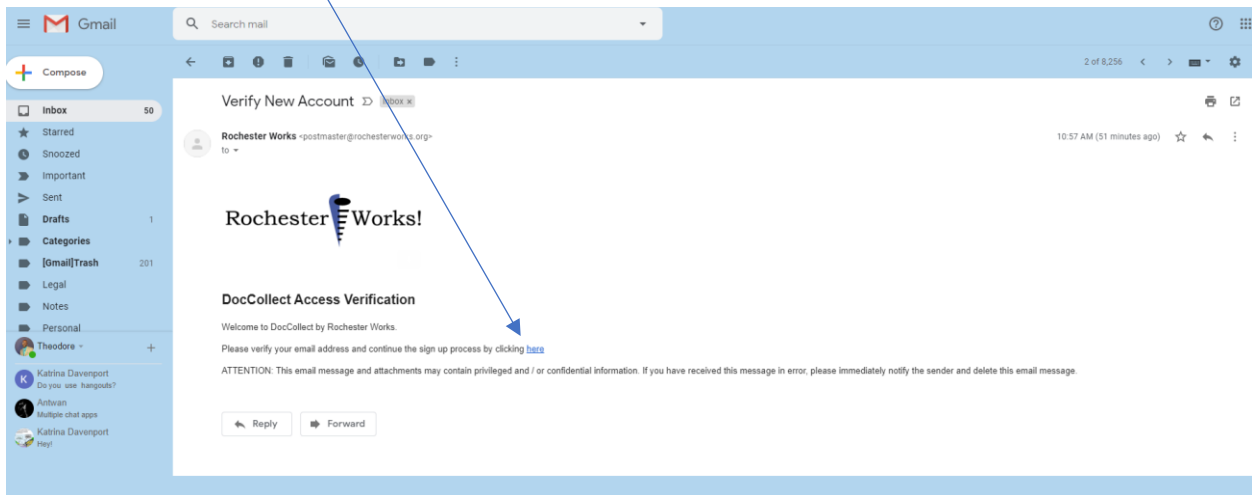 Gmail
Search mail
Compose
2 of 8,256
Inbox 50
Starred
Snoozed
Important
Sent
Drafts 1
Categories
[Gmail]Trash 201
Legal
Notes
Personal
Theodore
Katrina Davenport
Do you use hangouts?
Antwan
Multiple chat apps
Katrina Davenport
Hey!
Verify New Account Inbox x
Rochester Works <postmaster@rochesterworks.org> 10:57 AM (51 minutes ago)
to
Rochester Works!
DocCollect Access Verification
Welcome to DocCollect by Rochester Works.
Please verify your email address and continue the sign up process by clicking here
ATTENTION: This email message and attachments may contain privileged and / or confidential information. If you have received this message in error, please immediately notify the sender and delete this email message.
Reply Forward